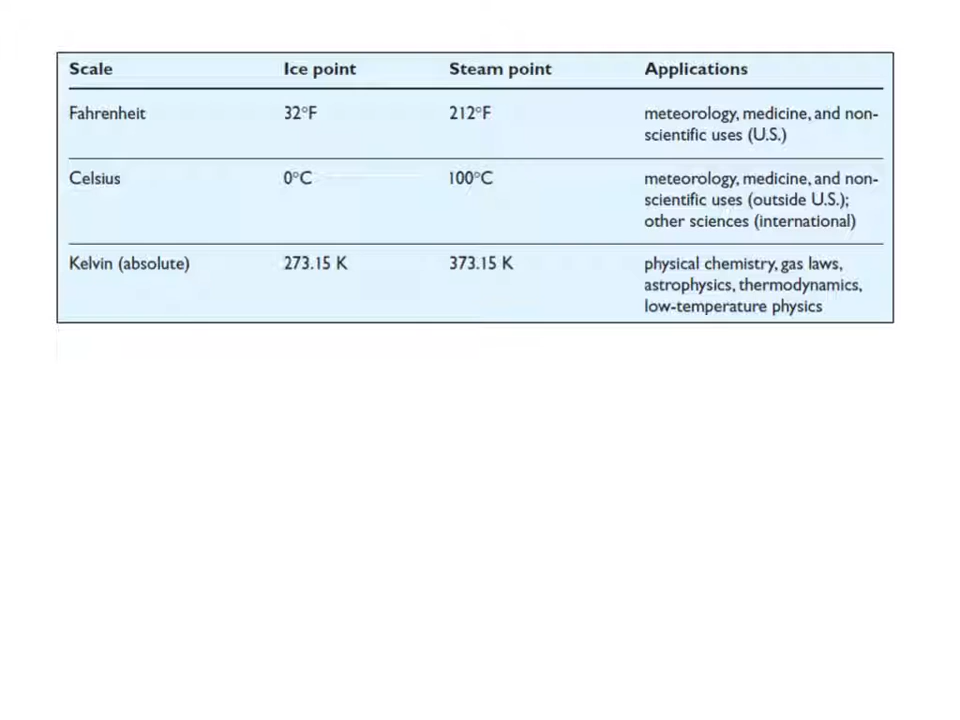 Scale Ice point Steam point Applications
Fahrenheit 32°F 212°F meteorology, medicine, and non-
scientific uses (U.S.)
Celsius 0°C 100°C meteorology, medicine, and non-
scientific uses (outside U.S.);
other sciences (international)
Kelvin (absolute) 273.15 K 373.15 K physical chemistry, gas laws,
astrophysics, thermodynamics,
low-temperature physics